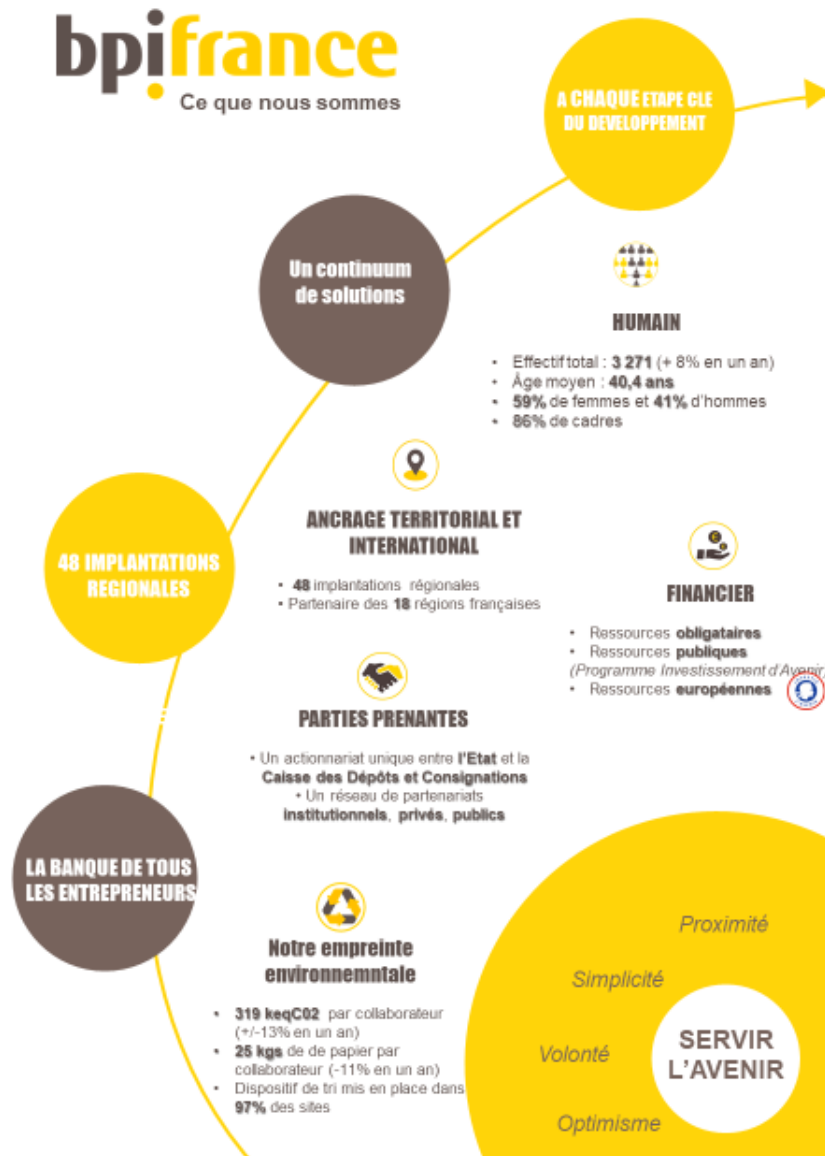 bpifrance
Ce que nous sommes
A CHAQUE ETAPE CLE
DU DEVELOPPEMENT
Un continuum
de solutions
HUMAIN
• Effectif total : 3 271 (+ 8% en un an)
• Âge moyen : 40,4 ans
• 59% de femmes et 41% d'hommes
• 86% de cadres
ANCRAGE TERRITORIAL ET
INTERNATIONAL
• 48 implantations régionales
• Partenaire des 18 régions françaises
48 IMPLANTATIONS
REGIONALES
FINANCIER
• Ressources obligataires
• Ressources publiques
(Programme Investissement d'Avenir)
• Ressources européennes
PARTIES PRENANTES
• Un actionnariat unique entre l'Etat et la
Caisse des Dépôts et Consignations
• Un réseau de partenariats
institutionnels, privés, publics
LA BANQUE DE TOUS
LES ENTREPRENEURS
Notre empreinte
environnemntale
• 319 keqC02 par collaborateur
(+/-13% en un an)
• 25 kgs de de papier par
collaborateur (-11% en un an)
• Dispositif de tri mis en place dans
97% des sites
Proximité
Simplicité
Volonté
Optimisme
SERVIR
L'AVENIR